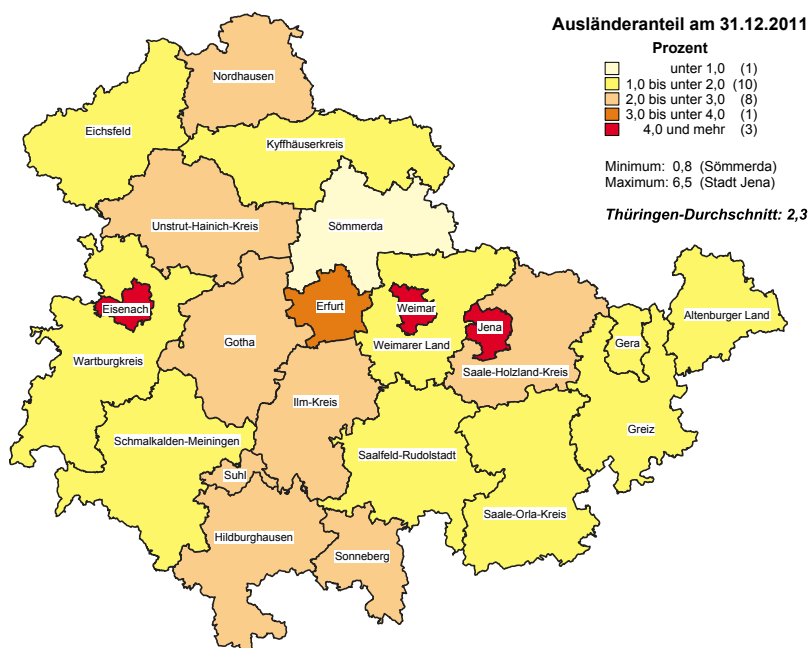 Ausländeranteil am 31.12.2011
Prozent
unter 1,0 (1)
1,0 bis unter 2,0 (10)
2,0 bis unter 3,0 (8)
3,0 bis unter 4,0 (1)
4,0 und mehr (3)
Minimum: 0,8 (Sömmerda)
Maximum: 6,5 (Stadt Jena)
Thüringen-Durchschnitt: 2,3
Nordhausen
Eichsfeld
Kyffhäuserkreis
Unstrut-Hainich-Kreis
Sömmerda
Eisenach
Erfurt
Weimar
Jena
Altenburger Land
Gotha
Weimarer Land
Gera
Wartburgkreis
Saale-Holzland-Kreis
Ilm-Kreis
Greiz
Schmalkalden-Meiningen
Saalfeld-Rudolstadt
Suhl
Saale-Orla-Kreis
Hildburghausen
Sonneberg